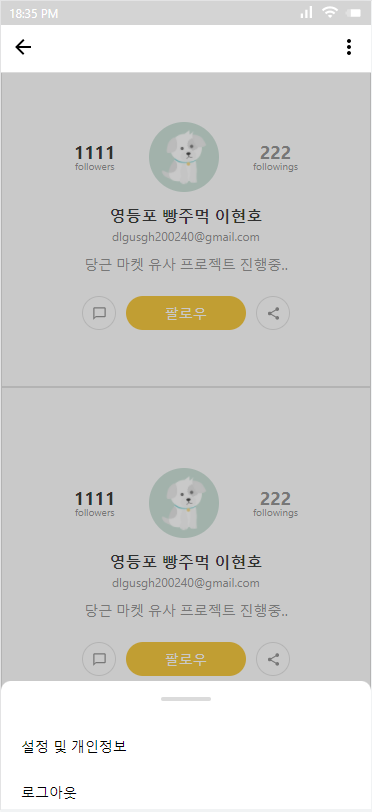 18:35 PM
1111
followers
222
followings
영등포 빵주먹 이현호
dlgusgh200240@gmail.com
당근 마켓 유사 프로젝트 진행중..
팔로우
1111
followers
222
followings
영등포 빵주먹 이현호
dlgusgh200240@gmail.com
당근 마켓 유사 프로젝트 진행중..
팔로우
설정 및 개인정보
로그아웃